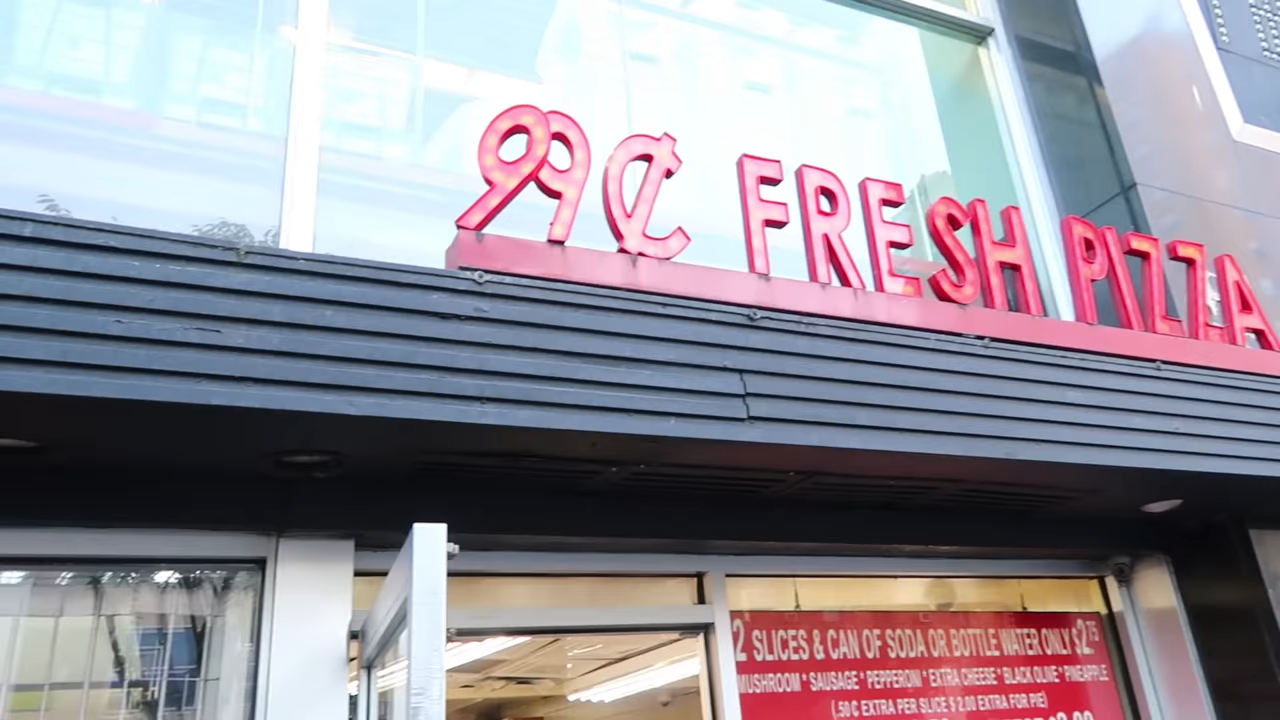 99¢ FRESH PIZZA
2 SLICES & CAN OF SODA OR BOTTLE WATER ONLY $2.75
MUSHROOM * SAUSAGE * PEPPERONI * EXTRA CHEESE * BLACK OLIVE * PINEAPPLE
(.50¢ EXTRA PER SLICE $ 2.00 EXTRA FOR PIE)